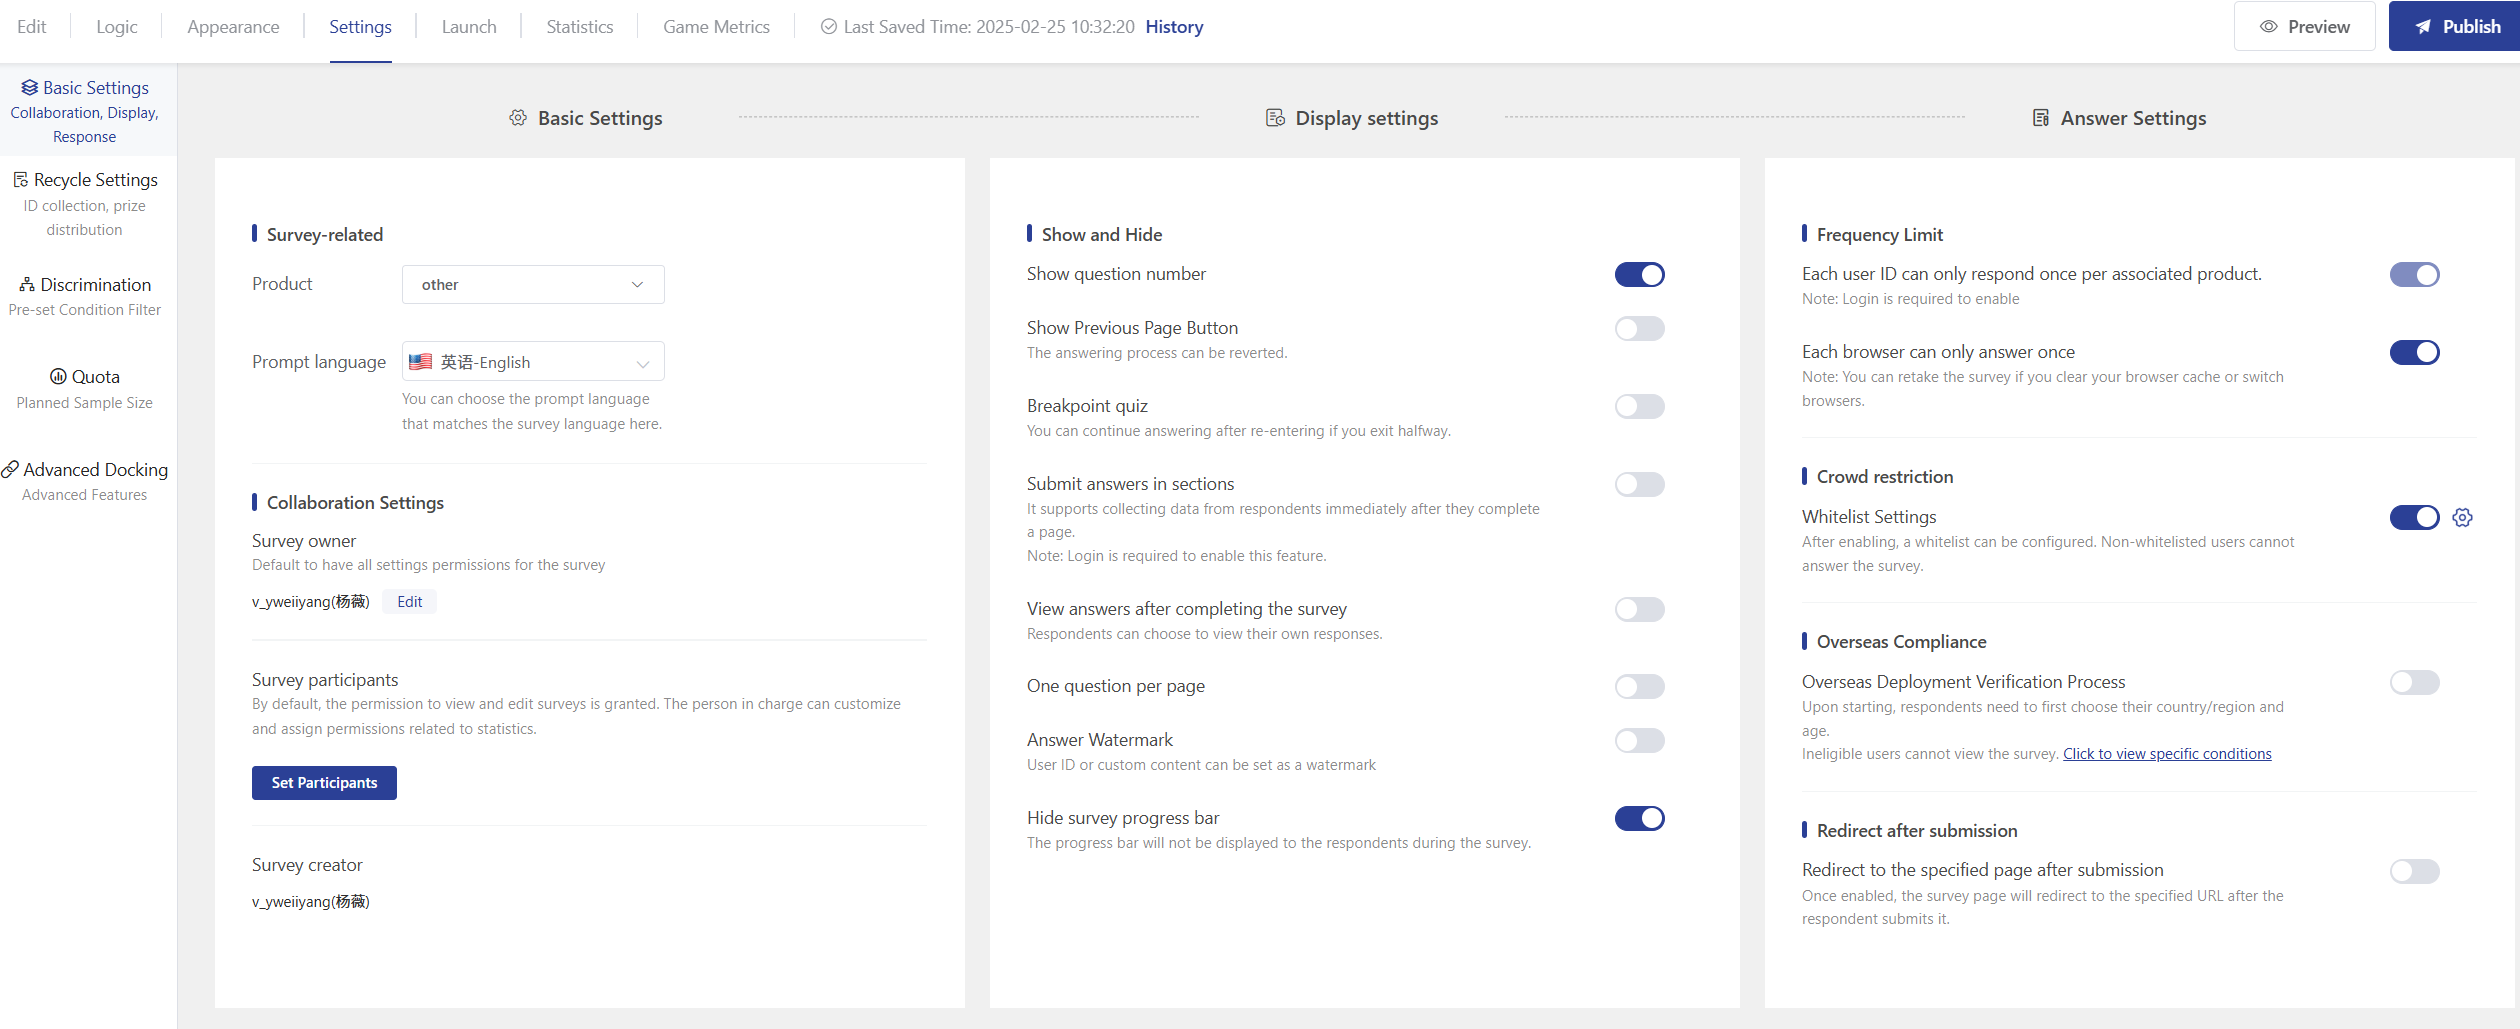 Edit
Logic
Appearance
Settings
Launch
Statistics
Game Metrics
Last Saved Time: 2025-02-25 10:32:20 History
Preview
Publish
Basic Settings
Collaboration, Display,
Response
Recycle Settings
ID collection, prize
distribution
Discrimination
Pre-set Condition Filter
Quota
Planned Sample Size
Advanced Docking
Advanced Features
Basic Settings
Display settings
Answer Settings
Survey-related
Product
other
Prompt language
英语-English
You can choose the prompt language
that matches the survey language here.
Collaboration Settings
Survey owner
Default to have all settings permissions for the survey
v_yweiiyang(杨薇) Edit
Survey participants
By default, the permission to view and edit surveys is granted. The person in charge can customize
and assign permissions related to statistics.
Set Participants
Survey creator
v_yweiiyang(杨薇)
Show and Hide
Show question number
Show Previous Page Button
The answering process can be reverted.
Breakpoint quiz
You can continue answering after re-entering if you exit halfway.
Submit answers in sections
It supports collecting data from respondents immediately after they complete
a page.
Note: Login is required to enable this feature.
View answers after completing the survey
Respondents can choose to view their own responses.
One question per page
Answer Watermark
User ID or custom content can be set as a watermark
Hide survey progress bar
The progress bar will not be displayed to the respondents during the survey.
Frequency Limit
Each user ID can only respond once per associated product.
Note: Login is required to enable
Each browser can only answer once
Note: You can retake the survey if you clear your browser cache or switch
browsers.
Crowd restriction
Whitelist Settings
After enabling, a whitelist can be configured. Non-whitelisted users cannot
answer the survey.
Overseas Compliance
Overseas Deployment Verification Process
Upon starting, respondents need to first choose their country/region and
age.
Ineligible users cannot view the survey. Click to view specific conditions
Redirect after submission
Redirect to the specified page after submission
Once enabled, the survey page will redirect to the specified URL after the
respondent submits it.